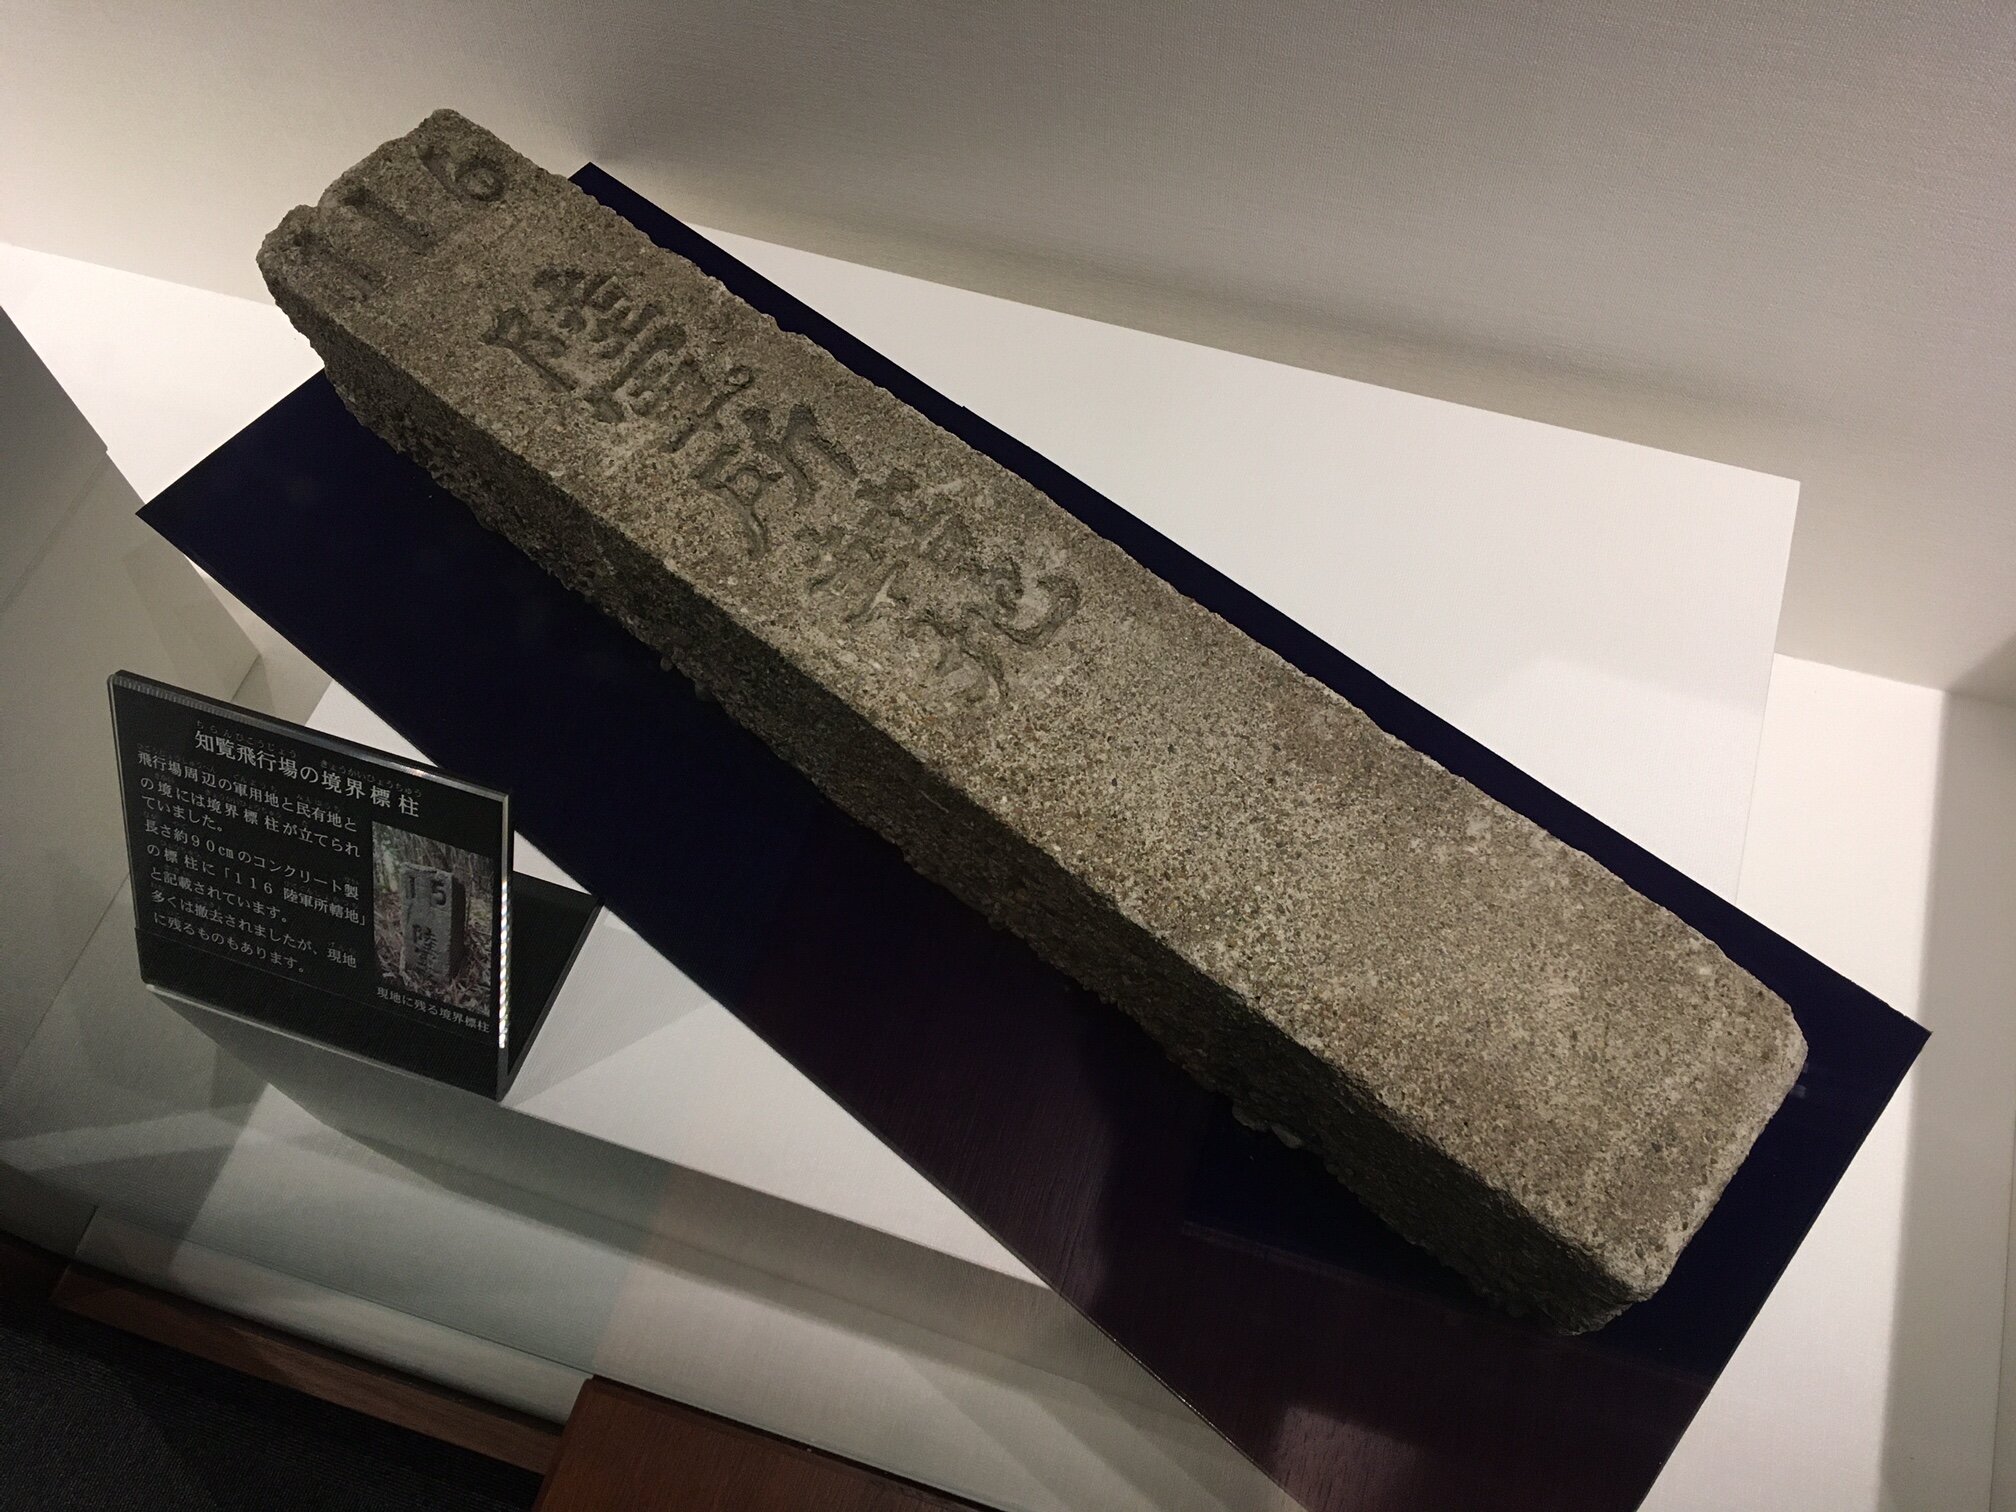 116
陸軍所轄地
知覧飛行場の境界標柱
飛行場周辺の軍用地と民有地と
の境には境界標柱が立てられ
ていました。
長さ約90㎝のコンクリート製
の標柱に「116 陸軍所轄地」
と記載されています。
多くは撤去されましたが、現地
に残るものもあります。
15
陸
現地に残る境界標柱